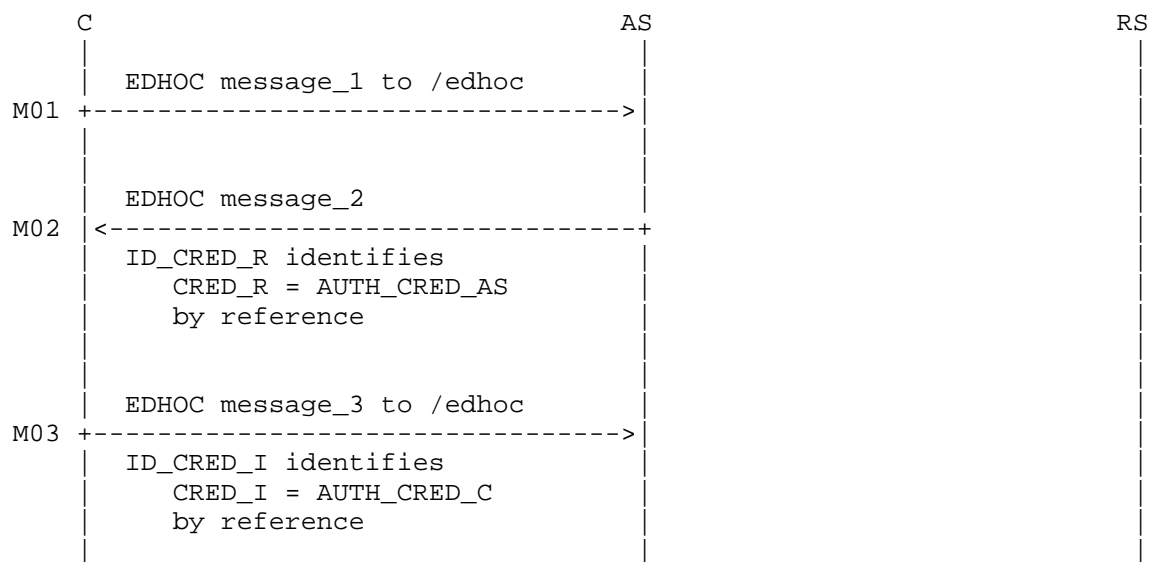 C AS RS
EDHOC message_1 to /edhoc
M01 +---------------------------------->|
EDHOC message_2
M02 |<----------------------------------+
ID_CRED_R identifies
CRED_R = AUTH_CRED_AS
by reference
EDHOC message_3 to /edhoc
M03 +---------------------------------->|
ID_CRED_I identifies
CRED_I = AUTH_CRED_C
by reference